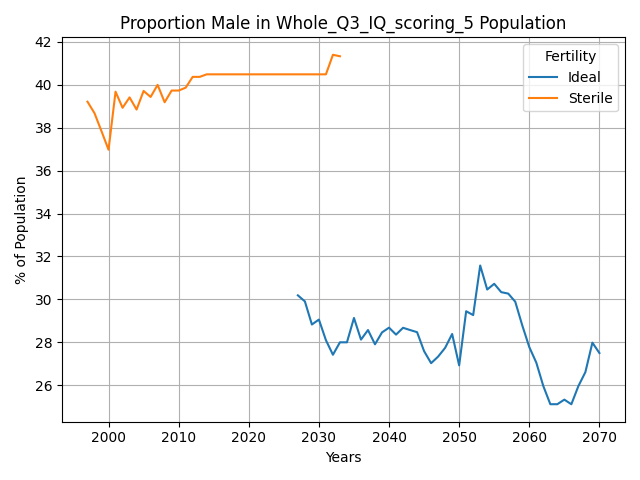 Proportion Male in Whole_Q3_IQ_scoring_5 Population
42
40
38
36
34
32
30
28
26
% of Population
Fertility
Ideal
Sterile
2000 2010 2020 2030 2040 2050 2060 2070
Years